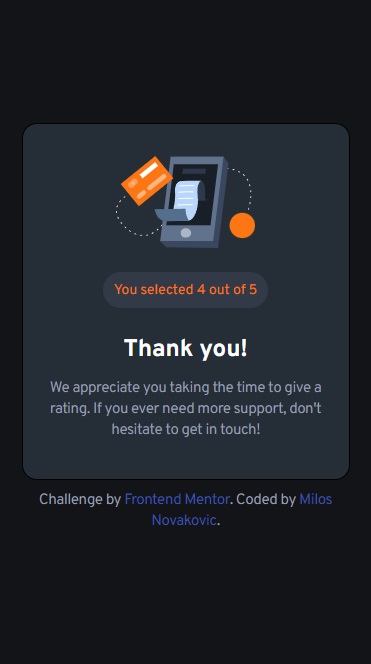 You selected 4 out of 5
Thank you!
We appreciate you taking the time to give a
rating. If you ever need more support, don't
hesitate to get in touch!
Challenge by Frontend Mentor. Coded by Milos
Novakovic.